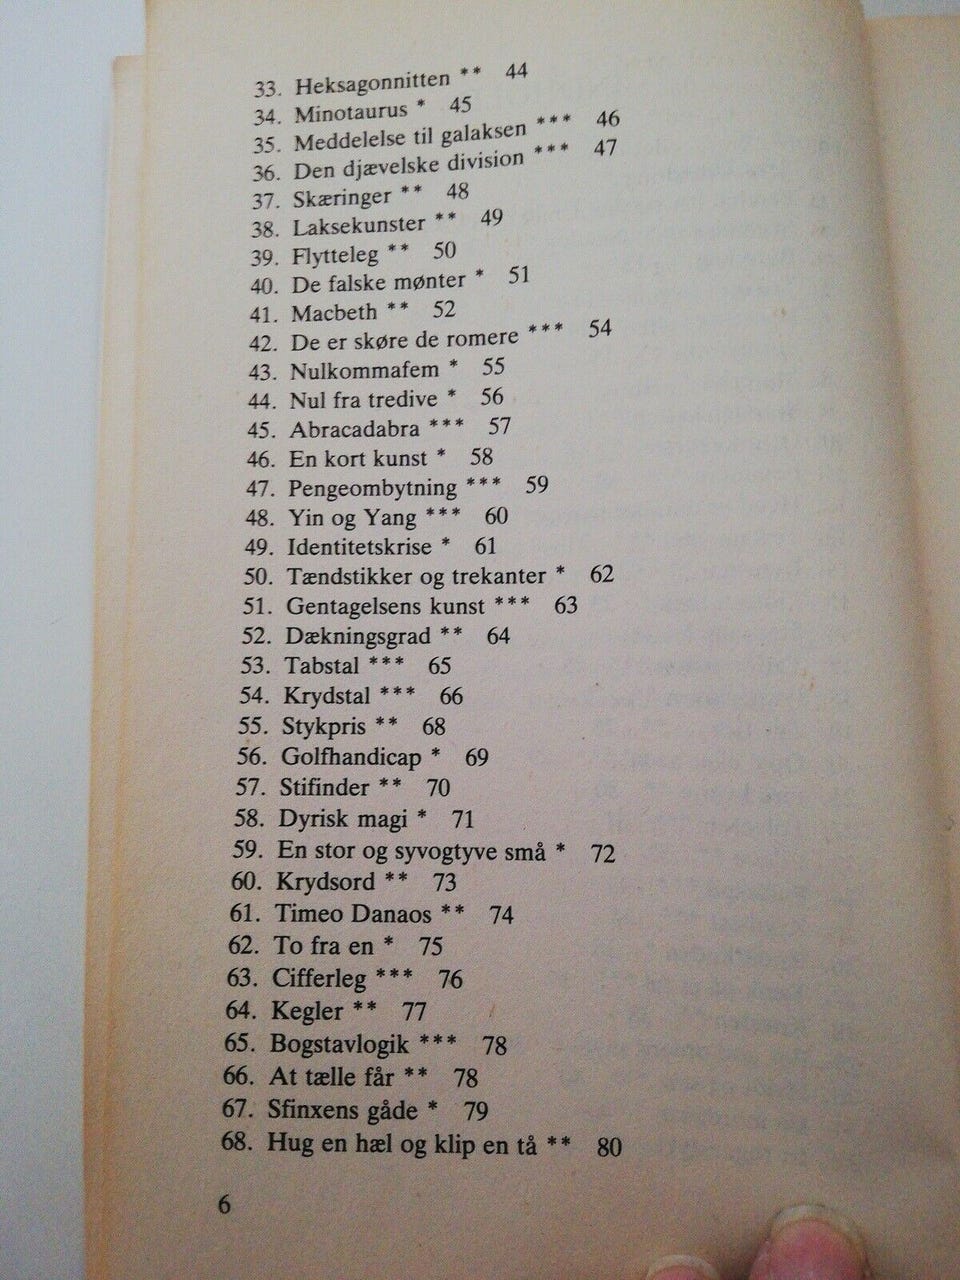 33. Heksagonnitten ** 44
34. Minotaurus * 45
35. Meddelelse til galaksen *** 46
36. Den djævelske division *** 47
37. Skæringer ** 48
38. Laksekunster ** 49
39. Flytteleg ** 50
40. De falske mønter * 51
41. Macbeth ** 52
42. De er skøre de romere *** 54
43. Nulkommafem * 55
44. Nul fra tredive * 56
45. Abracadabra *** 57
46. En kort kunst * 58
47. Pengeombytning *** 59
48. Yin og Yang *** 60
49. Identitetskrise * 61
50. Tændstikker og trekanter * 62
51. Gentagelsens kunst *** 63
52. Dækningsgrad ** 64
53. Tabstal *** 65
54. Krydstal *** 66
55. Stykpris ** 68
56. Golfhandicap * 69
57. Stifinder ** 70
58. Dyrisk magi * 71
59. En stor og syvogtyve små * 72
60. Krydsord ** 73
61. Timeo Danaos ** 74
62. To fra en * 75
63. Cifferleg *** 76
64. Kegler ** 77
65. Bogstavlogik *** 78
66. At tælle får ** 78
67. Sfinxens gåde * 79
68. Hug en hæl og klip en tå ** 80
6